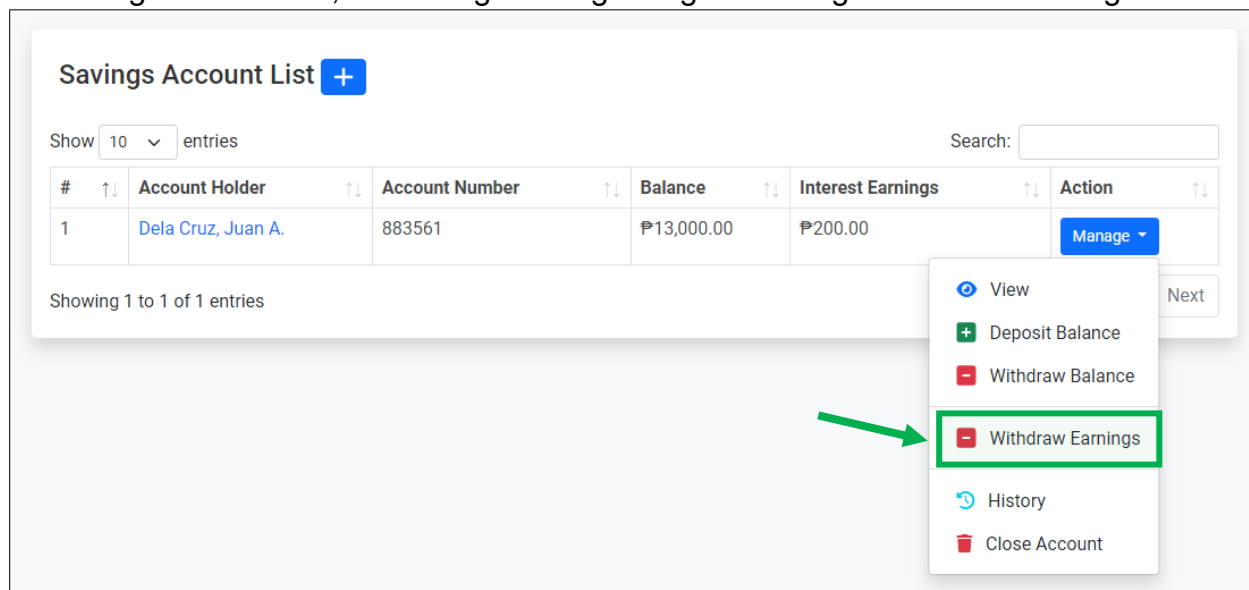 Savings Account List +
Show 10 entries Search:
# Account Holder Account Number Balance Interest Earnings Action
1 Dela Cruz, Juan A. 883561 ₱13,000.00 ₱200.00 Manage
Showing 1 to 1 of 1 entries Next
View
Deposit Balance
Withdraw Balance
Withdraw Earnings
History
Close Account